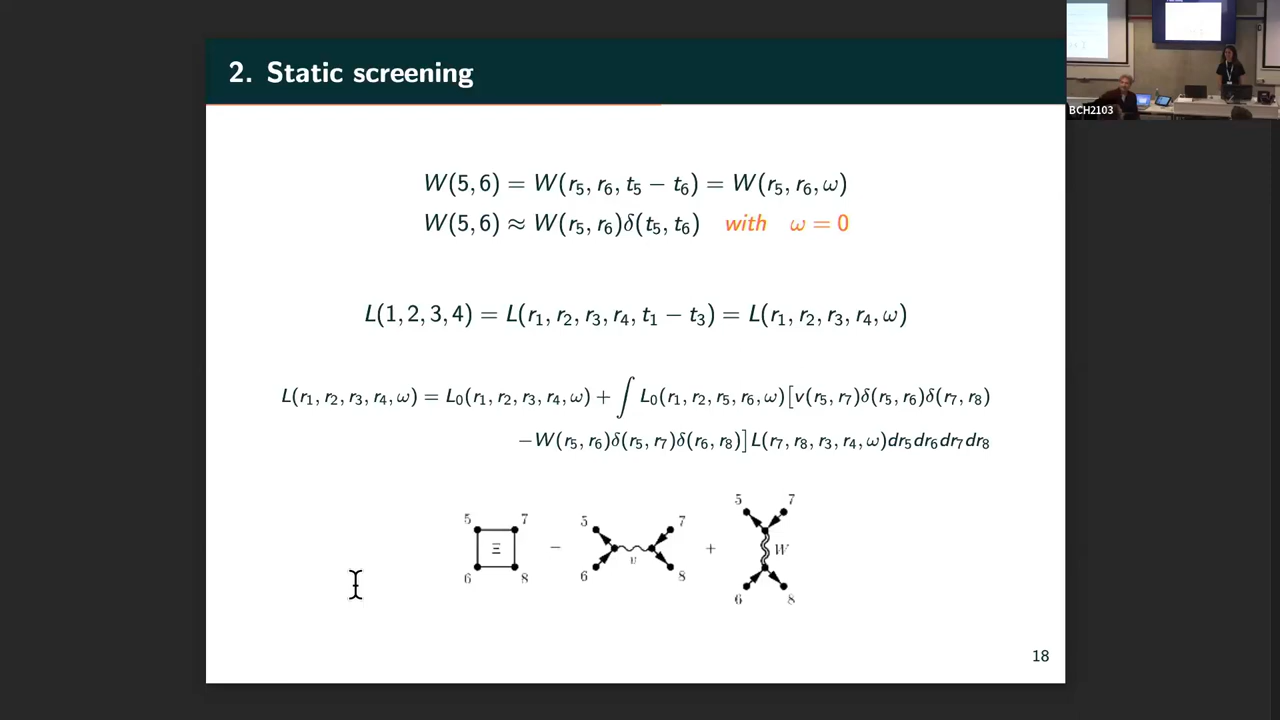 2. Static screening
W(5, 6) = W(r₅, r₆, t₅ − t₆) = W(r₅, r₆, ω)
W(5, 6) ≈ W(r₅, r₆)δ(t₅, t₆) with ω = 0
L(1, 2, 3, 4) = L(r₁, r₂, r₃, r₄, t₁ − t₃) = L(r₁, r₂, r₃, r₄, ω)
L(r₁, r₂, r₃, r₄, ω) = L₀(r₁, r₂, r₃, r₄, ω) + ∫ L₀(r₁, r₂, r₅, r₆, ω)[v(r₅, r₇)δ(r₅, r₆)δ(r₇, r₈)
−W(r₅, r₆)δ(r₅, r₇)δ(r₆, r₈)]L(r₇, r₈, r₃, r₄, ω)dr₅dr₆dr₇dr₈
5 7 5 7 5 7
Ξ − v + W
6 8 6 8 6 8
18
BCH2103